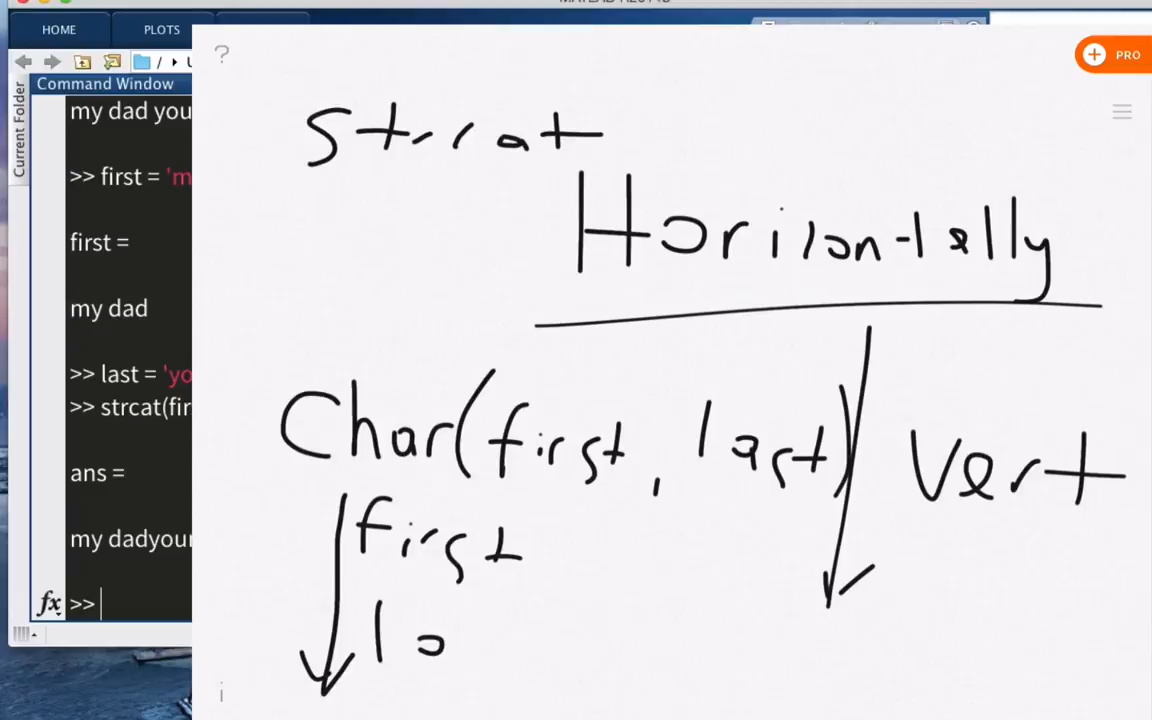 HOME PLOTS
?
+ PRO
/
Current Folder
Command Window
my dad you
>> first = 'm
first =
my dad
>> last = 'yo
>> strcat(fir
ans =
my dadyour
fx >>
Strcat
Horizontally
Char(first, last) Vert
first
la
i